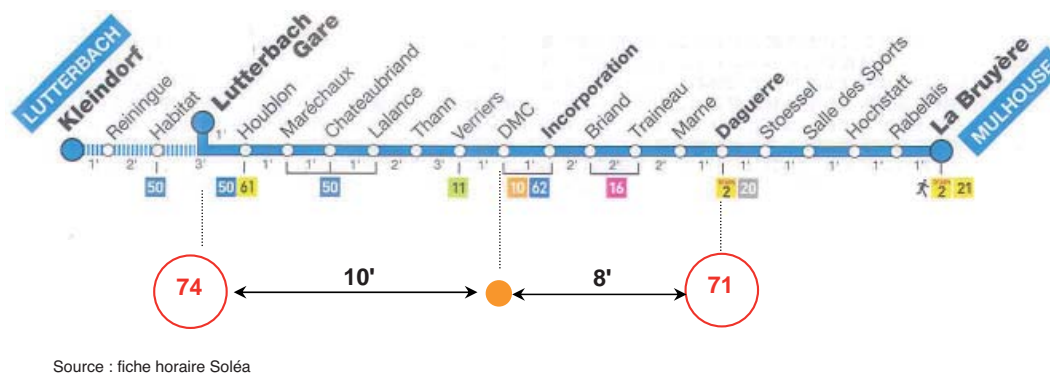 LUTTERBACH
Kleindorf
Reiningue
Habitat
Lutterbach
Gare
Houblon
Maréchaux
Chateaubriand
Lalance
Thann
Verriers
DMC
Incorporation
Briand
Traineau
Marne
Daguerre
Stoessel
Salle des Sports
Hochstatt
Rabelais
La Bruyère
MULHOUSE
1'
1' 2' 3' 1' 1' 1' 2' 3' 1' 1' 2' 2' 2' 1' 1' 1' 1' 1'
50 50 61 50 11 10 62 16 2 20 2 21
74 10' 8' 71
Source : fiche horaire Soléa